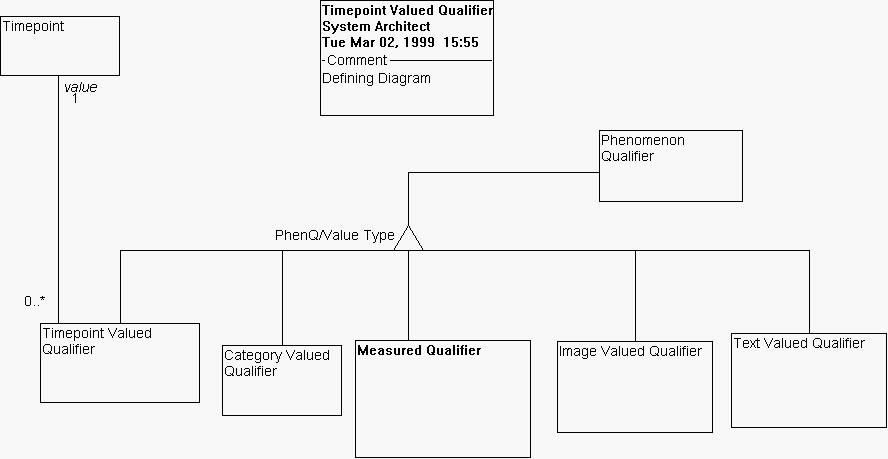 Timepoint
value
1
Timepoint Valued Qualifier
System Architect
Tue Mar 02, 1999 15:55
Comment
Defining Diagram
Phenomenon
Qualifier
PhenQ/Value Type
0..*
Timepoint Valued
Qualifier
Category Valued
Qualifier
Measured Qualifier
Image Valued Qualifier
Text Valued Qualifier